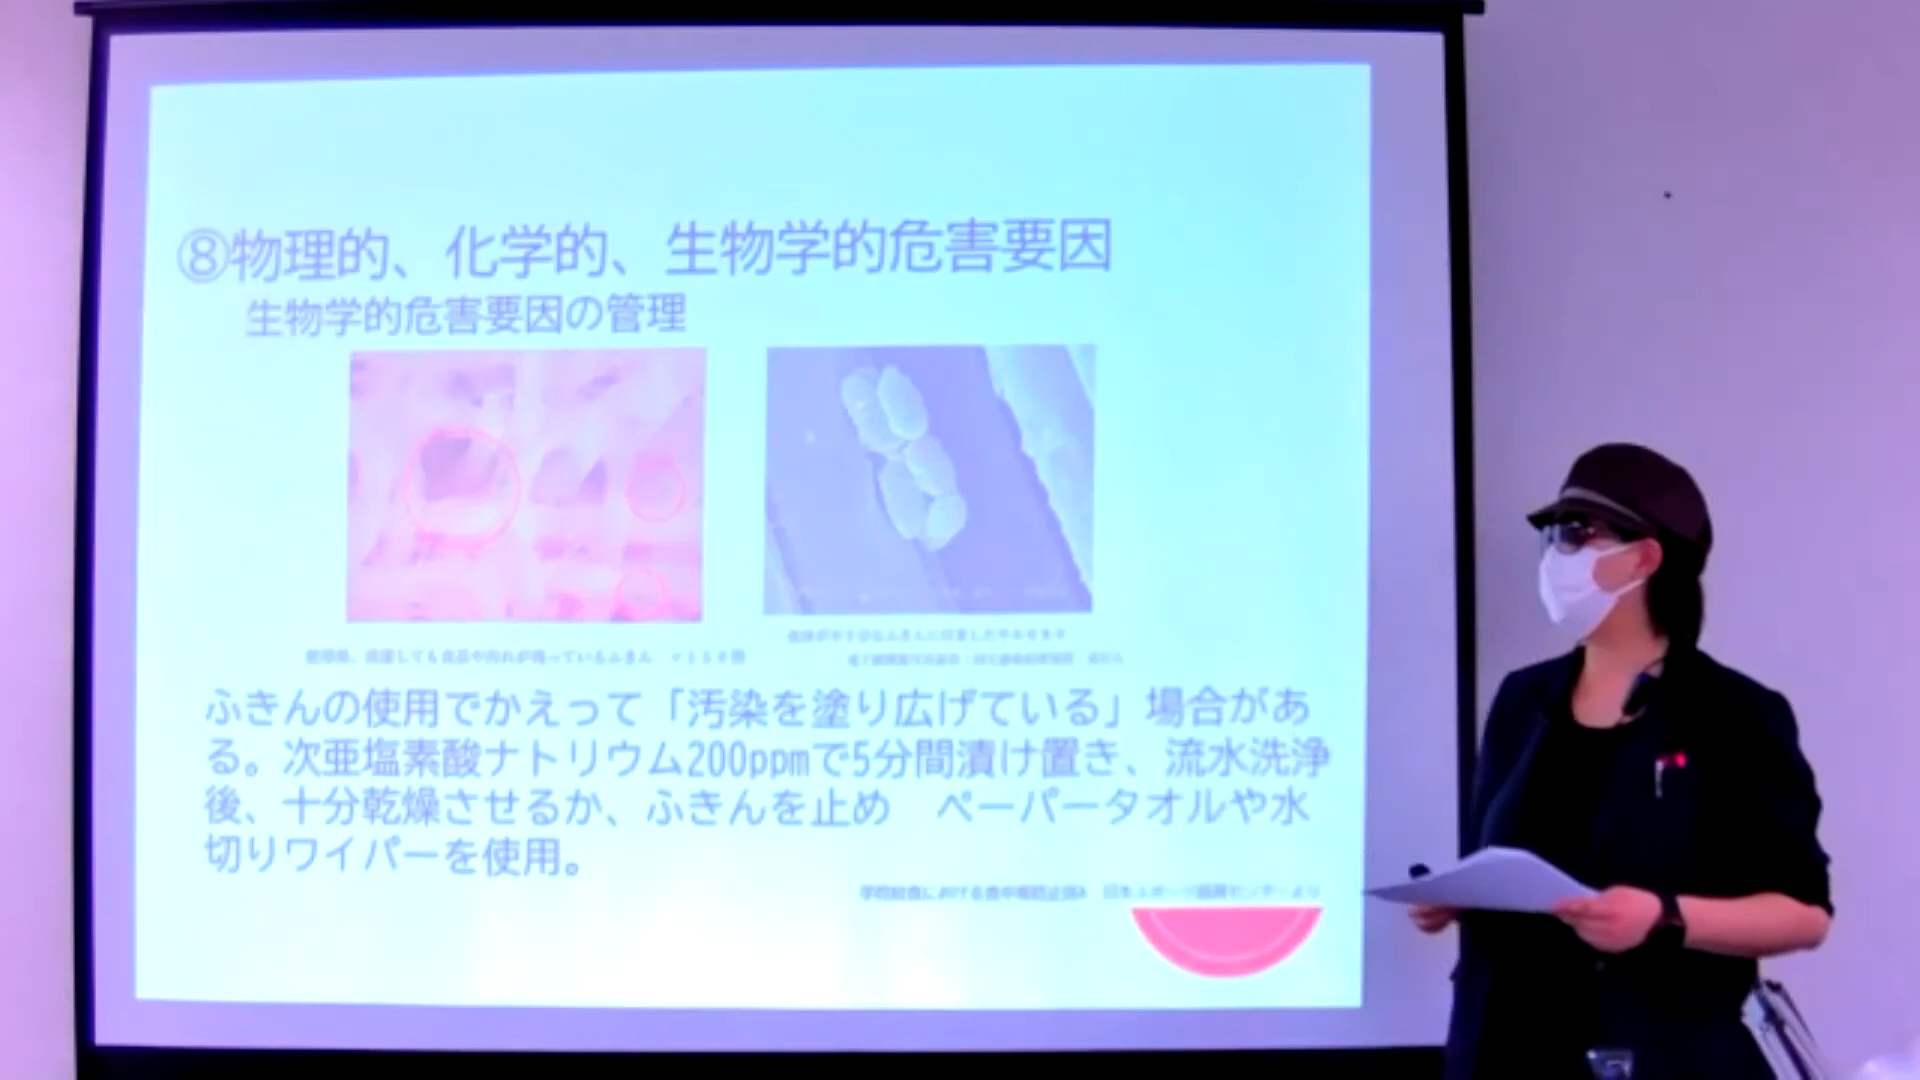 ⑧物理的、化学的、生物学的危害要因
生物学的危害要因の管理
ふきんの使用でかえって「汚染を塗り広げている」場合があ
る。次亜塩素酸ナトリウム200ppmで5分間漬け置き、流水洗浄
後、十分乾燥させるか、ふきんを止め　ペーパータオルや水
切りワイパーを使用。